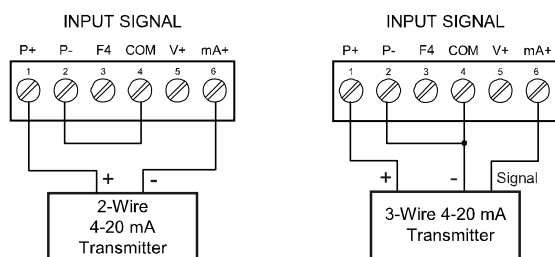 INPUT SIGNAL
P+ P- F4 COM V+ mA+
1 2 3 4 5 6
+ -
2-Wire
4-20 mA
Transmitter
INPUT SIGNAL
P+ P- F4 COM V+ mA+
1 2 3 4 5 6
+ - Signal
3-Wire 4-20 mA
Transmitter